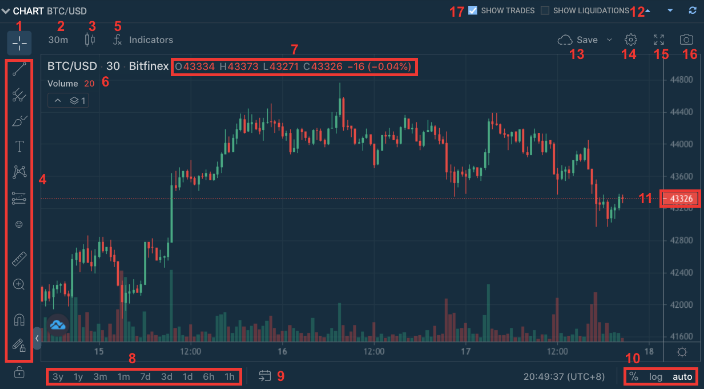 CHART BTC/USD
17 SHOW TRADES SHOW LIQUIDATIONS 12
1 2 3 5
30m Indicators Save
13 14 15 16
7
BTC/USD · 30 · Bitfinex O43334 H43373 L43271 C43326 −16 (−0.04%)
Volume 20 6
1
T
4
44800
44400
44000
43600
11 43326
43200
42800
42400
42000
41600
15 12:00 16 12:00 17 12:00 18
8 10
3y 1y 3m 1m 7d 3d 1d 6h 1h 9 20:49:37 (UTC+8) % log auto